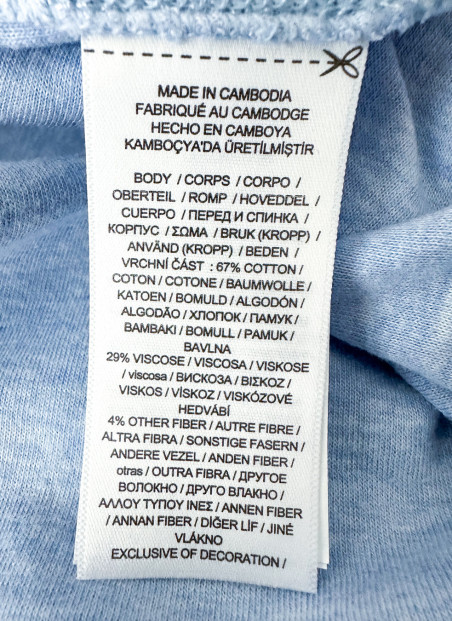 MADE IN CAMBODIA
FABRIQUÉ AU CAMBODGE
HECHO EN CAMBOYA
KAMBOÇYA'DA ÜRETİLMİŞTİR
BODY / CORPS / CORPO /
OBERTEIL / ROMP / HOVEDDEL /
CUERPO / ПЕРЕД И СПИНКА /
КОРПУС / ΣΩΜΑ / BRUK (KROPP) /
ANVÄND (KROPP) / BEDEN /
VRCHNÍ ČÁST : 67% COTTON /
COTON / COTONE / BAUMWOLLE /
KATOEN / BOMULD / ALGODÓN /
ALGODÃO / ХЛОПОК / ПАМУК /
BAMBAKI / BOMULL / PAMUK /
BAVLNA
29% VISCOSE / VISCOSA / VISKOSE
/ viscosa / ВИСКОЗА / ΒΙΣΚΟΖ /
VISKOS / VİSKOZ / VISKÓZOVÉ
HEDVÁBÍ
4% OTHER FIBER / AUTRE FIBRE /
ALTRA FIBRA / SONSTIGE FASERN /
ANDERE VEZEL / ANDEN FIBER /
otras / OUTRA FIBRA / ДРУГОЕ
ВОЛОКНО / ДРУГО ВЛАКНО /
ΑΛΛΟΥ ΤΥΠΟΥ ΙΝΕΣ / ANNEN FIBER
/ ANNAN FIBER / DİĞER LİF / JINÉ
VLÁKNO
EXCLUSIVE OF DECORATION /